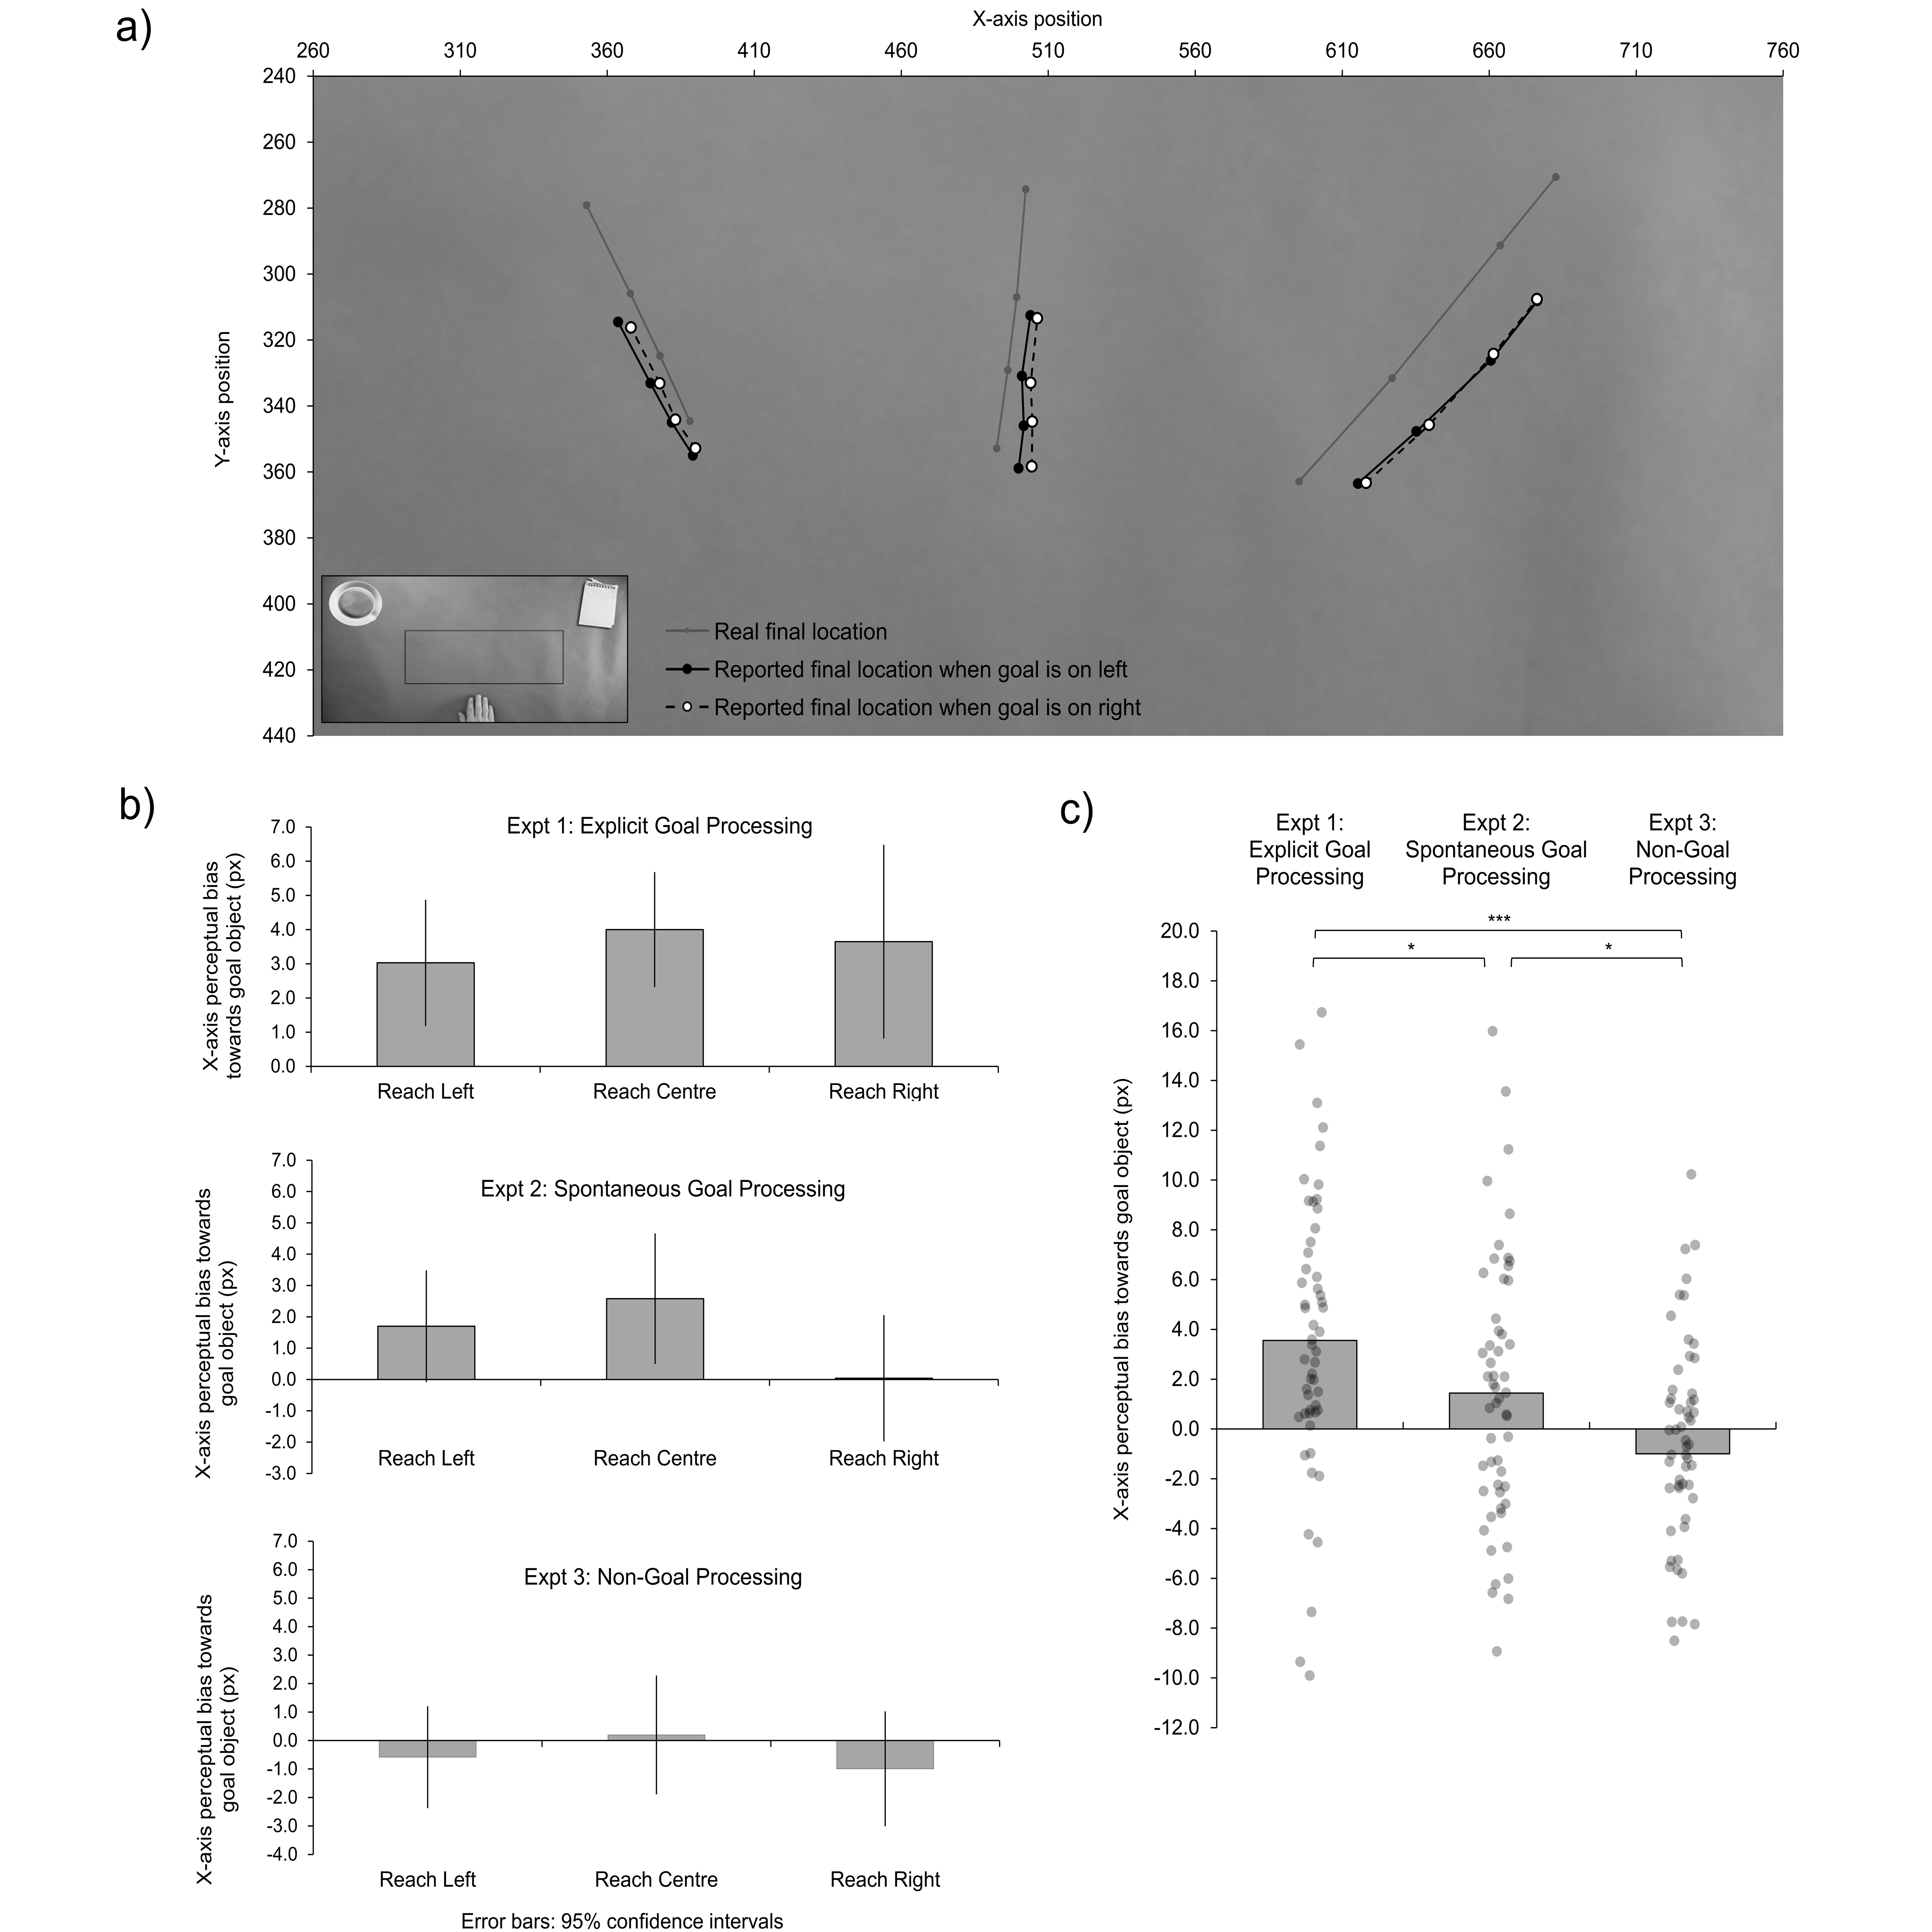 a)
X-axis position
260 310 360 410 460 510 560 610 660 710 760
240
260
280
300
320
340
360
380
400
420
440
Y-axis position
Real final location
Reported final location when goal is on left
Reported final location when goal is on right
b)
Expt 1: Explicit Goal Processing
X-axis perceptual bias
towards goal object (px)
7.0
6.0
5.0
4.0
3.0
2.0
1.0
0.0
Reach Left Reach Centre Reach Right
Expt 2: Spontaneous Goal Processing
X-axis perceptual bias towards
goal object (px)
7.0
6.0
5.0
4.0
3.0
2.0
1.0
0.0
-1.0
-2.0
-3.0
Reach Left Reach Centre Reach Right
Expt 3: Non-Goal Processing
X-axis perceptual bias towards
goal object (px)
7.0
6.0
5.0
4.0
3.0
2.0
1.0
0.0
-1.0
-2.0
-3.0
-4.0
Reach Left Reach Centre Reach Right
Error bars: 95% confidence intervals
c)
Expt 1:
Explicit Goal
Processing
Expt 2:
Spontaneous Goal
Processing
Expt 3:
Non-Goal
Processing
***
* *
X-axis perceptual bias towards goal object (px)
20.0
18.0
16.0
14.0
12.0
10.0
8.0
6.0
4.0
2.0
0.0
-2.0
-4.0
-6.0
-8.0
-10.0
-12.0